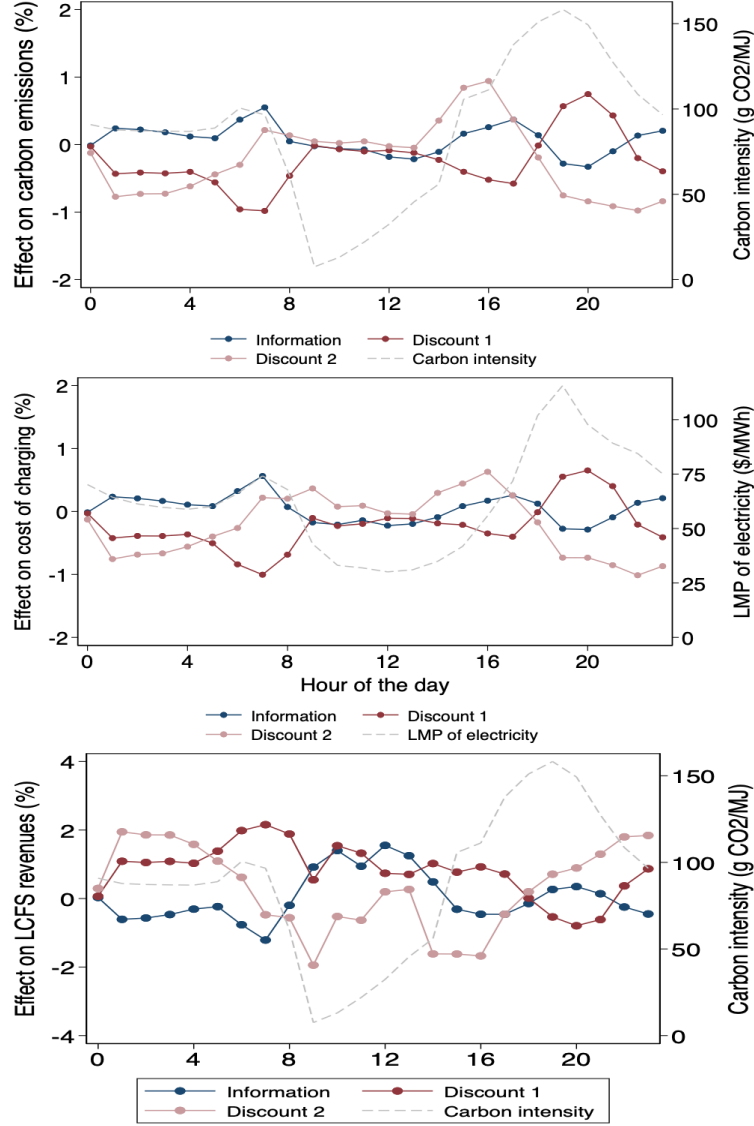 Effect on carbon emissions (%)
2
1
0
-1
-2
150
100
50
0
Carbon intensity (g CO2/MJ)
0 4 8 12 16 20
Information Discount 1
Discount 2 Carbon intensity
Effect on cost of charging (%)
2
1
0
-1
-2
100
75
50
25
0
LMP of electricity ($/MWh)
0 4 8 12 16 20
Hour of the day
Information Discount 1
Discount 2 LMP of electricity
Effect on LCFS revenues (%)
4
2
0
-2
-4
150
100
50
0
Carbon intensity (g CO2/MJ)
0 4 8 12 16 20
Information Discount 1
Discount 2 Carbon intensity